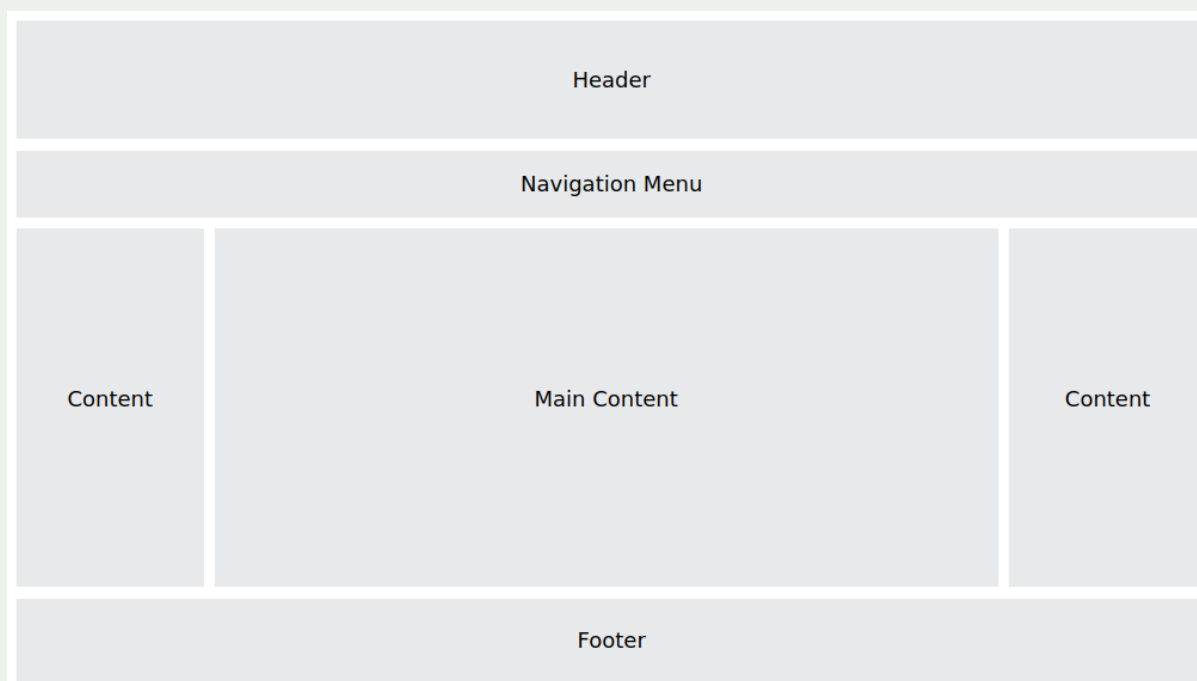 Header
Navigation Menu
Content
Main Content
Content
Footer